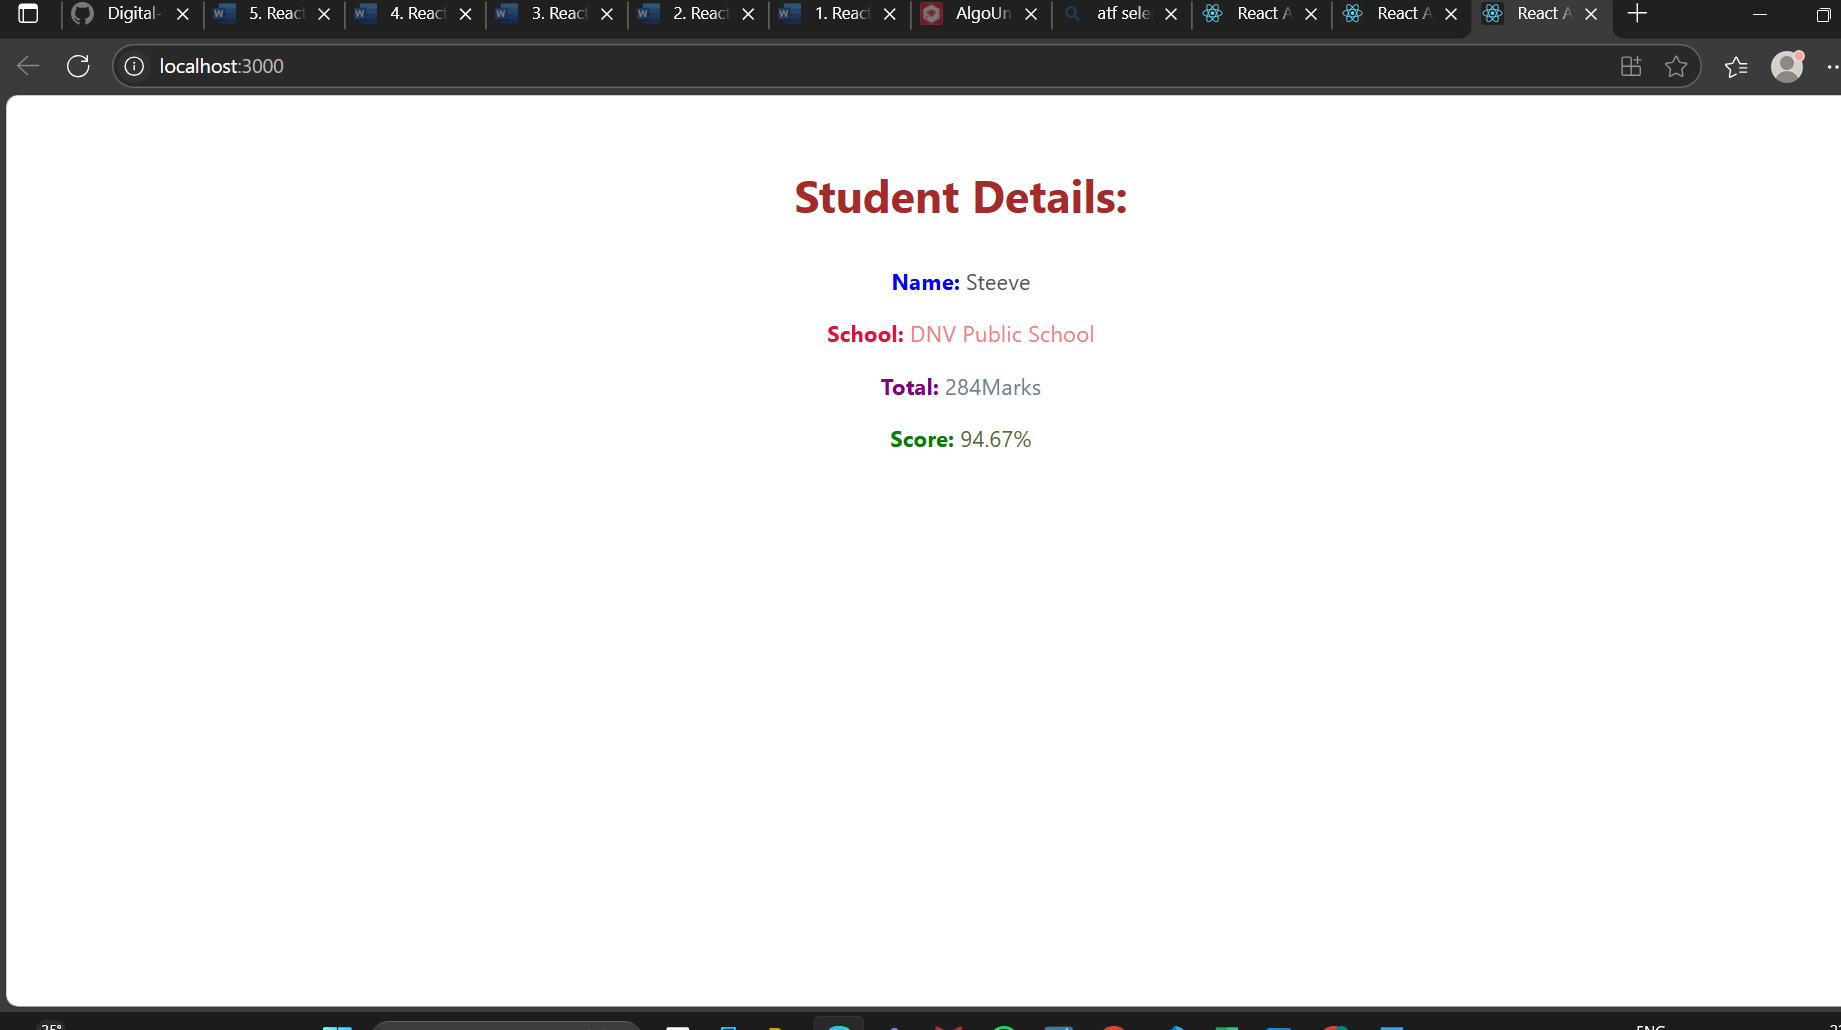 Digital-
5. React
4. React
3. React
2. React
1. React
AlgoUn
atf sele
React A
React A
React A
localhost:3000
Student Details:
Name: Steeve
School: DNV Public School
Total: 284Marks
Score: 94.67%